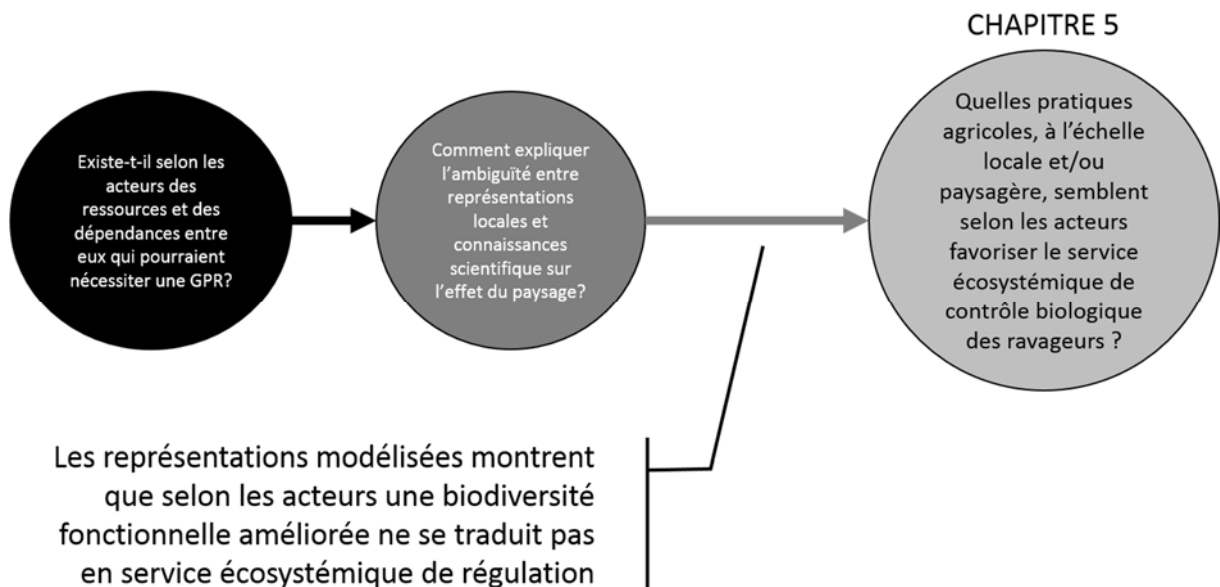 CHAPITRE 5
Existe-t-il selon les
acteurs des
ressources et des
dépendances entre
eux qui pourraient
nécessiter une GPR?
Comment expliquer
l'ambiguïté entre
représentations
locales et
connaissances
scientifique sur
l'effet du paysage?
Quelles pratiques
agricoles, à l'échelle
locale et/ou
paysagère, semblent
selon les acteurs
favoriser le service
écosystémique de
contrôle biologique
des ravageurs ?
Les représentations modélisées montrent
que selon les acteurs une biodiversité
fonctionnelle améliorée ne se traduit pas
en service écosystémique de régulation